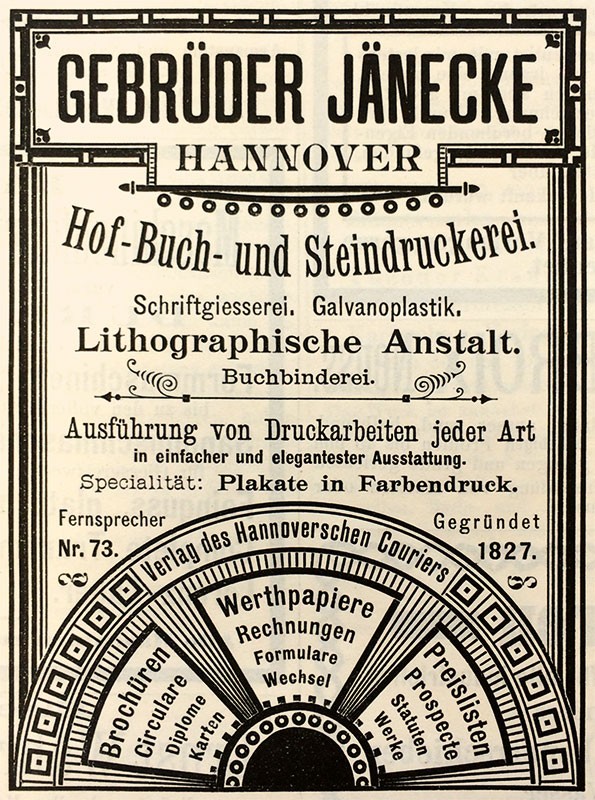 GEBRÜDER JÄNECKE
HANNOVER
Hof-Buch- und Steindruckerei.
Schriftgiesserei. Galvanoplastik.
Lithographische Anstalt.
Buchbinderei.
Ausführung von Druckarbeiten jeder Art
in einfacher und elegantester Ausstattung.
Specialität: Plakate in Farbendruck.
Fernsprecher
Nr. 73.
Gegründet
1827.
Verlag des Hannoverschen Couriers
Brochüren
Circulare
Diplome
Karten
Werthpapiere
Rechnungen
Formulare
Wechsel
Preislisten
Prospecte
Statuten
Werke